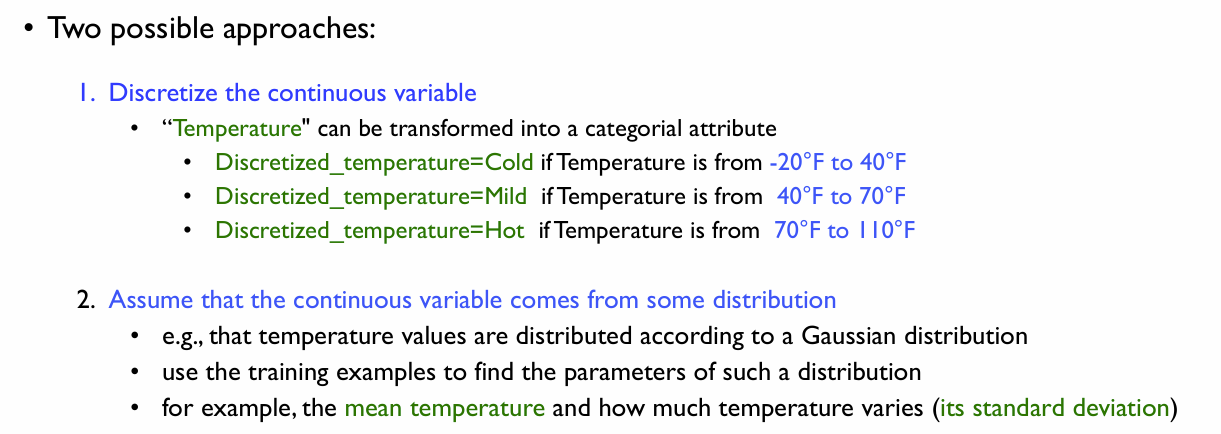 • Two possible approaches:
1. Discretize the continuous variable
• “Temperature" can be transformed into a categorial attribute
• Discretized_temperature=Cold if Temperature is from -20°F to 40°F
• Discretized_temperature=Mild if Temperature is from 40°F to 70°F
• Discretized_temperature=Hot if Temperature is from 70°F to 110°F
2. Assume that the continuous variable comes from some distribution
• e.g., that temperature values are distributed according to a Gaussian distribution
• use the training examples to find the parameters of such a distribution
• for example, the mean temperature and how much temperature varies (its standard deviation)